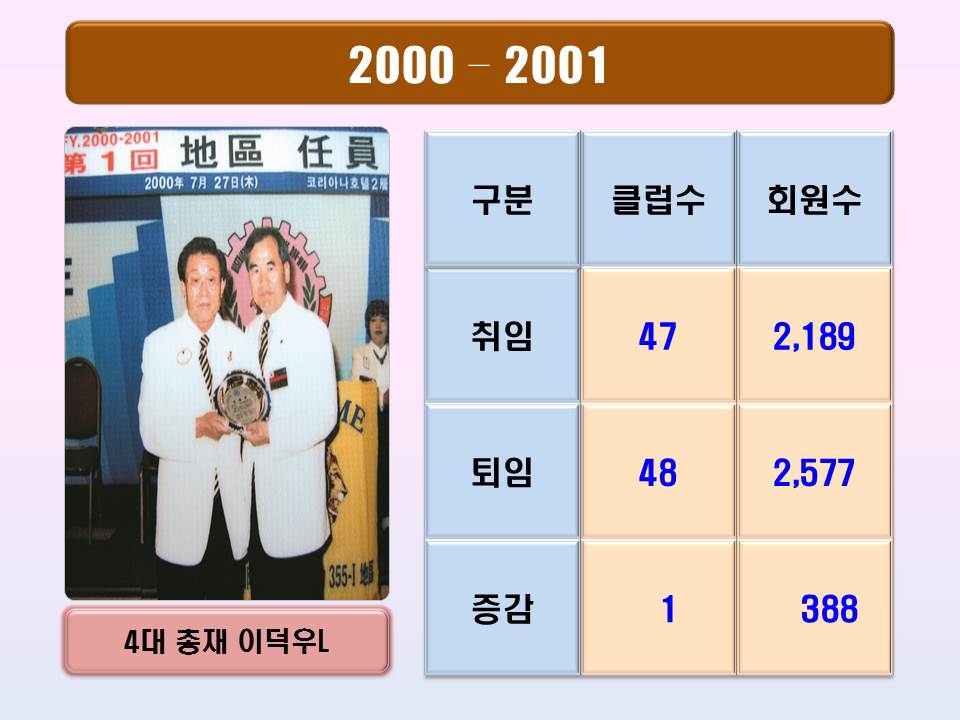 2000 – 2001
FY.2000-2001
第1回 地區 任員
2000年 7月 27日(木) 코리아나호텔2層
ME
355-I 地區
4대 총재 이덕우L
구분 클럽수 회원수
취임 47 2,189
퇴임 48 2,577
증감 1 388